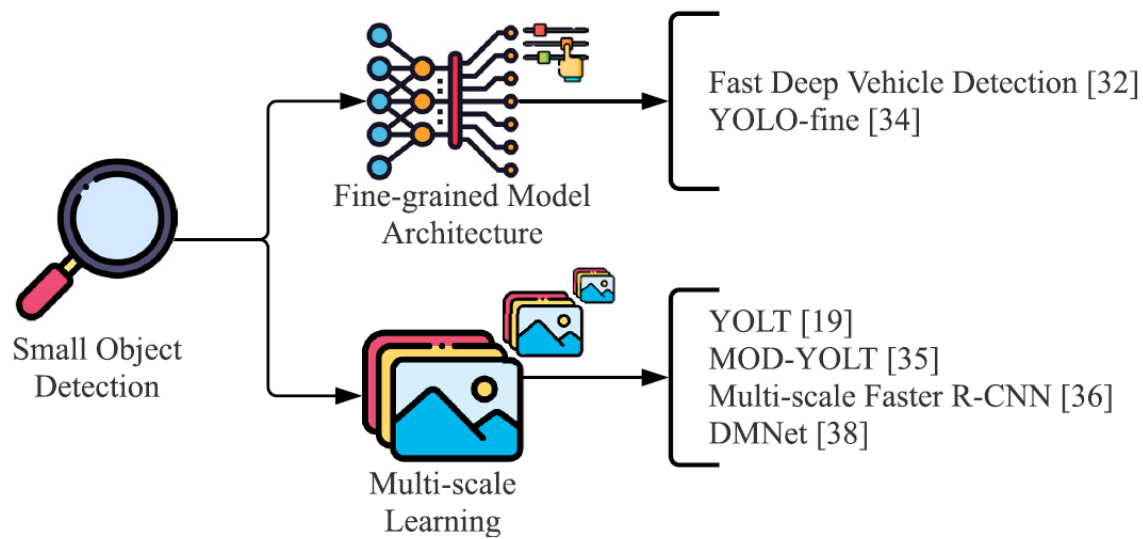 Small Object
Detection
Fine-grained Model
Architecture
Fast Deep Vehicle Detection [32]
YOLO-fine [34]
Multi-scale
Learning
YOLT [19]
MOD-YOLT [35]
Multi-scale Faster R-CNN [36]
DMNet [38]